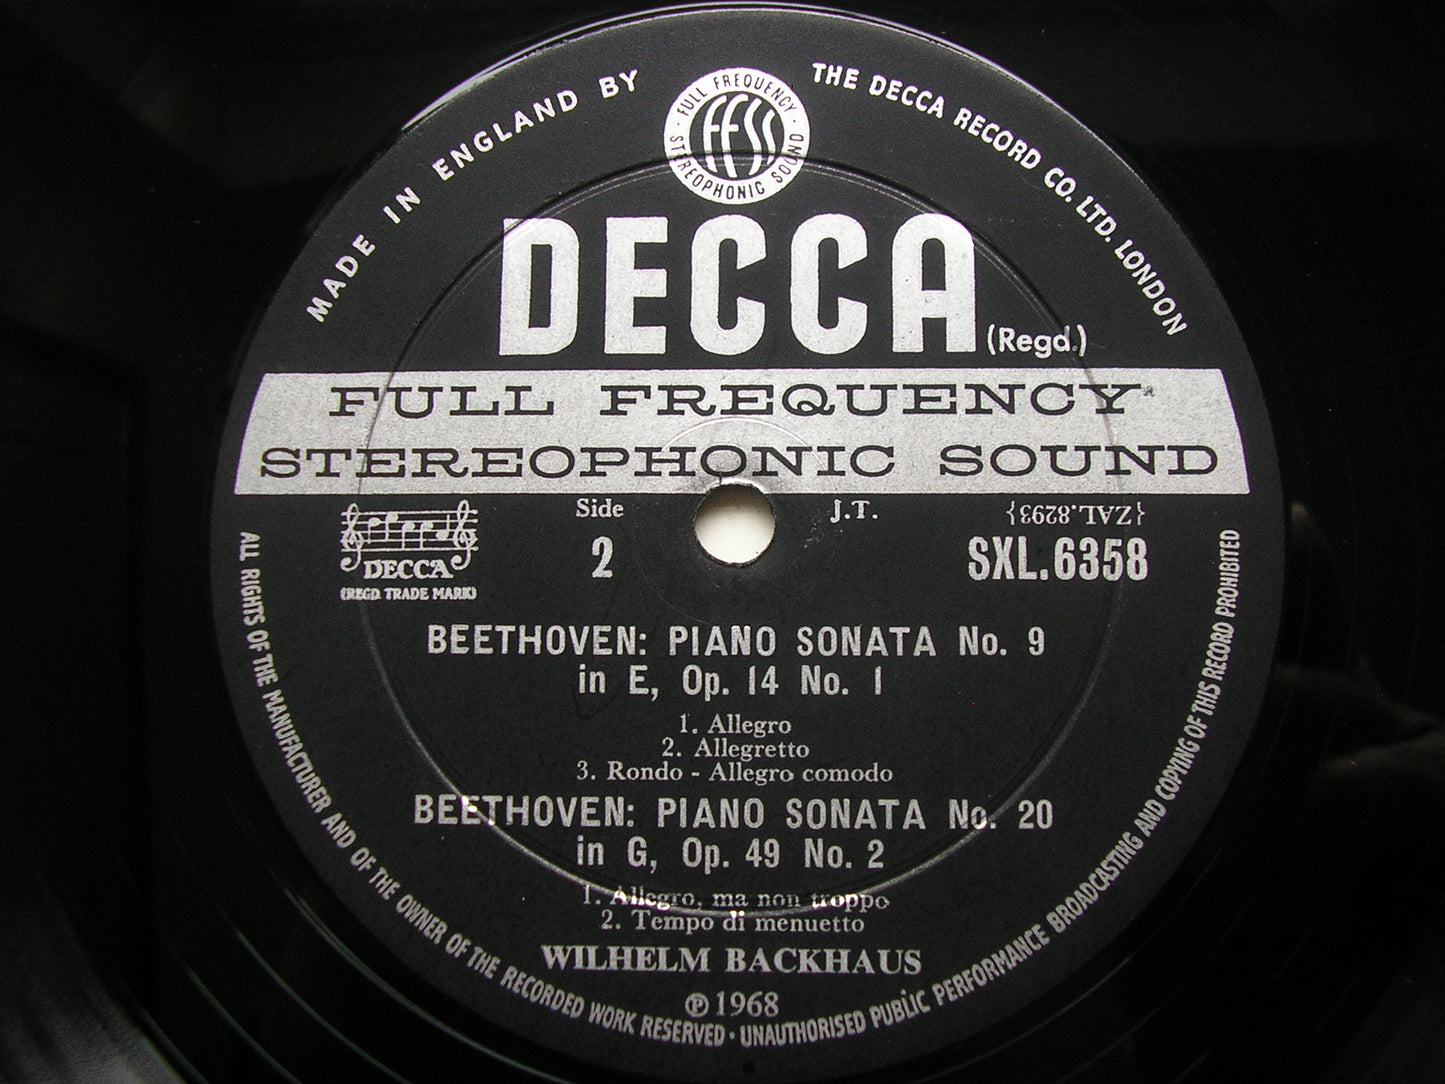 MADE IN ENGLAND BY
THE DECCA RECORD CO. LTD. LONDON
FULL FREQUENCY
FFSS
STEREOPHONIC SOUND
DECCA
(Regd.)
FULL FREQUENCY
STEREOPHONIC SOUND
Side
2
J.T.
{ZAL.8293}
SXL.6358
DECCA
(REGD. TRADE MARK)
BEETHOVEN: PIANO SONATA No. 9
in E, Op. 14 No. 1
1. Allegro
2. Allegretto
3. Rondo - Allegro comodo
BEETHOVEN: PIANO SONATA No. 20
in G, Op. 49 No. 2
1. Allegro, ma non troppo
2. Tempo di menuetto
WILHELM BACKHAUS
℗ 1968
ALL RIGHTS OF THE MANUFACTURER AND OF THE OWNER OF THE RECORDED WORK RESERVED · UNAUTHORISED PUBLIC PERFORMANCE BROADCASTING AND COPYING OF THIS RECORD PROHIBITED